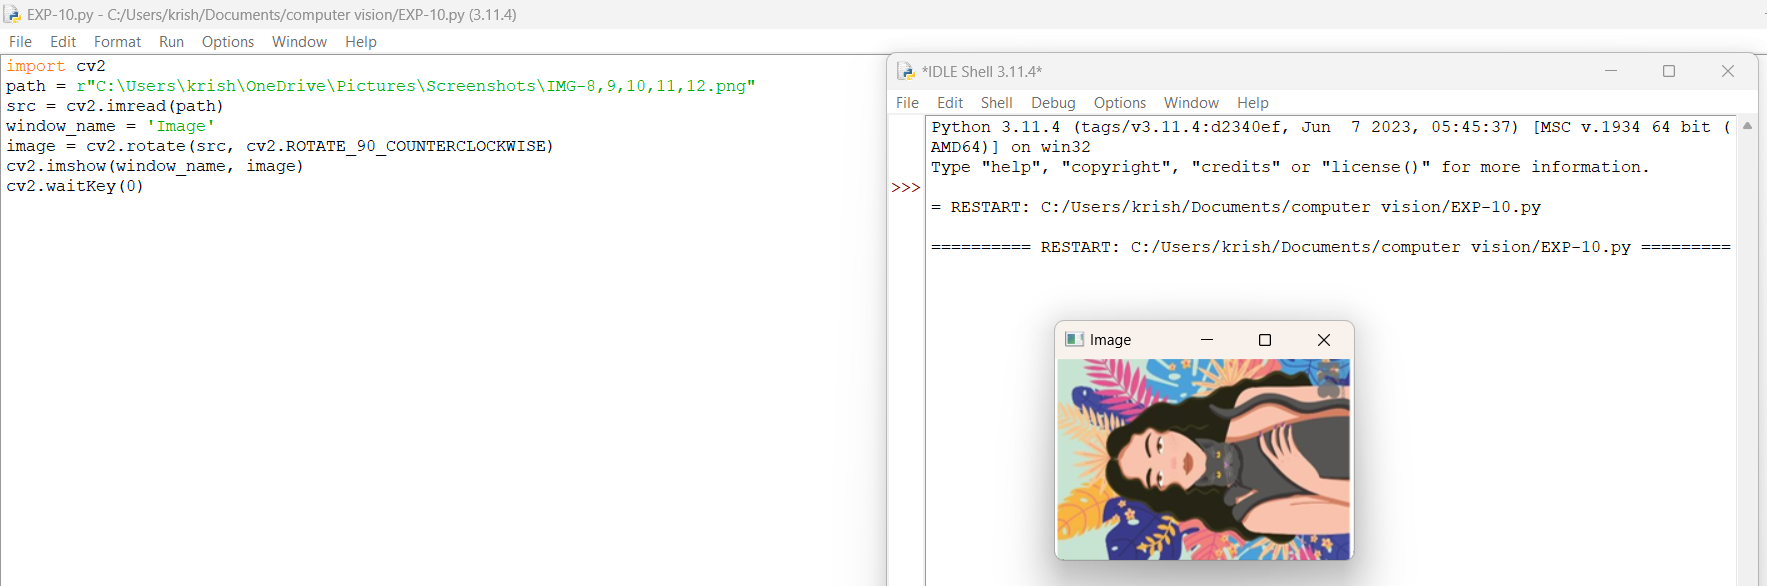 EXP-10.py - C:/Users/krish/Documents/computer vision/EXP-10.py (3.11.4)
File Edit Format Run Options Window Help
import cv2
path = r"C:\Users\krish\OneDrive\Pictures\Screenshots\IMG-8,9,10,11,12.png"
src = cv2.imread(path)
window_name = 'Image'
image = cv2.rotate(src, cv2.ROTATE_90_COUNTERCLOCKWISE)
cv2.imshow(window_name, image)
cv2.waitKey(0)
*IDLE Shell 3.11.4*
File Edit Shell Debug Options Window Help
Python 3.11.4 (tags/v3.11.4:d2340ef, Jun  7 2023, 05:45:37) [MSC v.1934 64 bit (
AMD64)] on win32
Type "help", "copyright", "credits" or "license()" for more information.
>>>
= RESTART: C:/Users/krish/Documents/computer vision/EXP-10.py
========== RESTART: C:/Users/krish/Documents/computer vision/EXP-10.py =========
Image